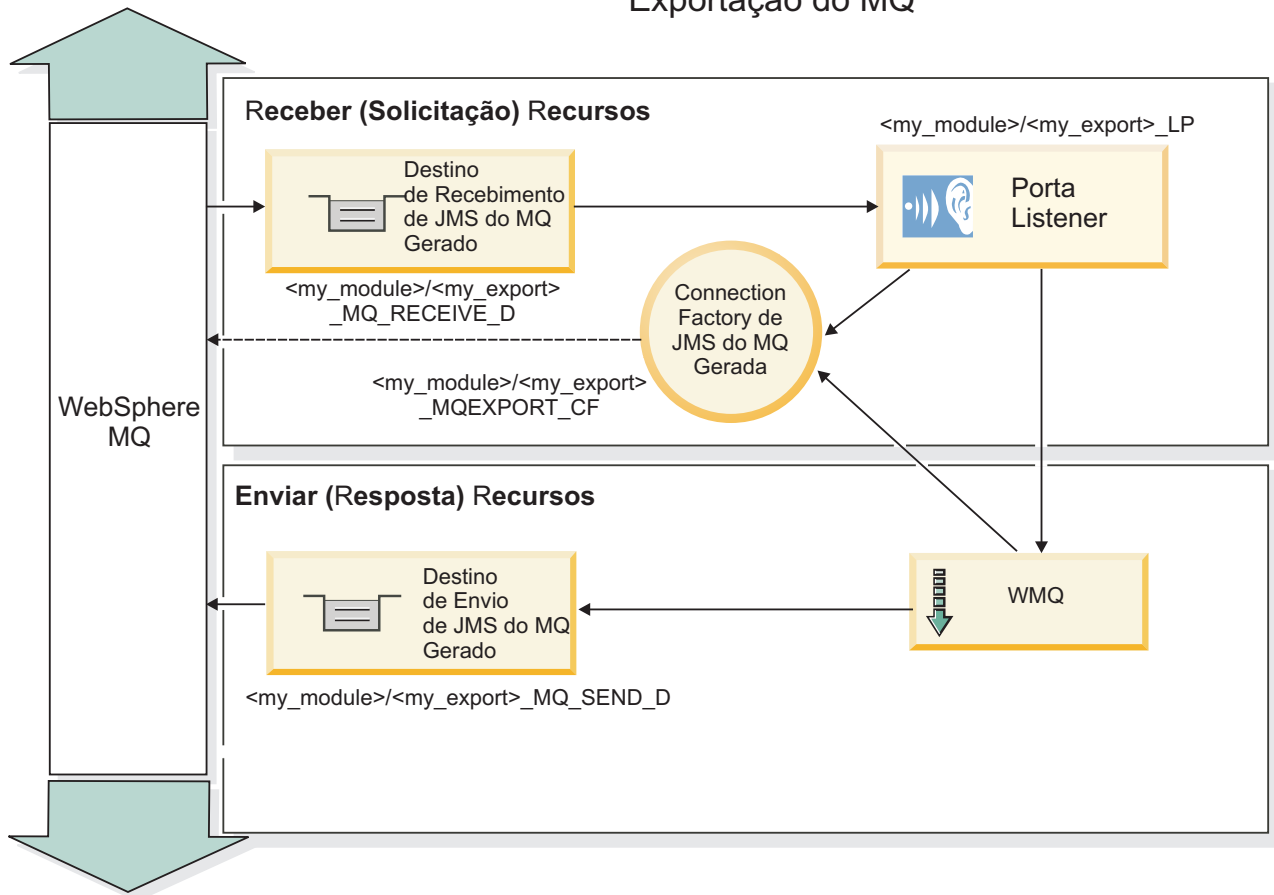 Exportação do MQ
Receber (Solicitação) Recursos
<my_module>/<my_export>_LP
Destino
de Recebimento
de JMS do MQ
Gerado
Porta
Listener
<my_module>/<my_export>
_MQ_RECEIVE_D
Connection
Factory de
JMS do MQ
Gerada
<my_module>/<my_export>
_MQEXPORT_CF
WebSphere
MQ
Enviar (Resposta) Recursos
Destino
de Envio
de JMS do MQ
Gerado
WMQ
<my_module>/<my_export>_MQ_SEND_D